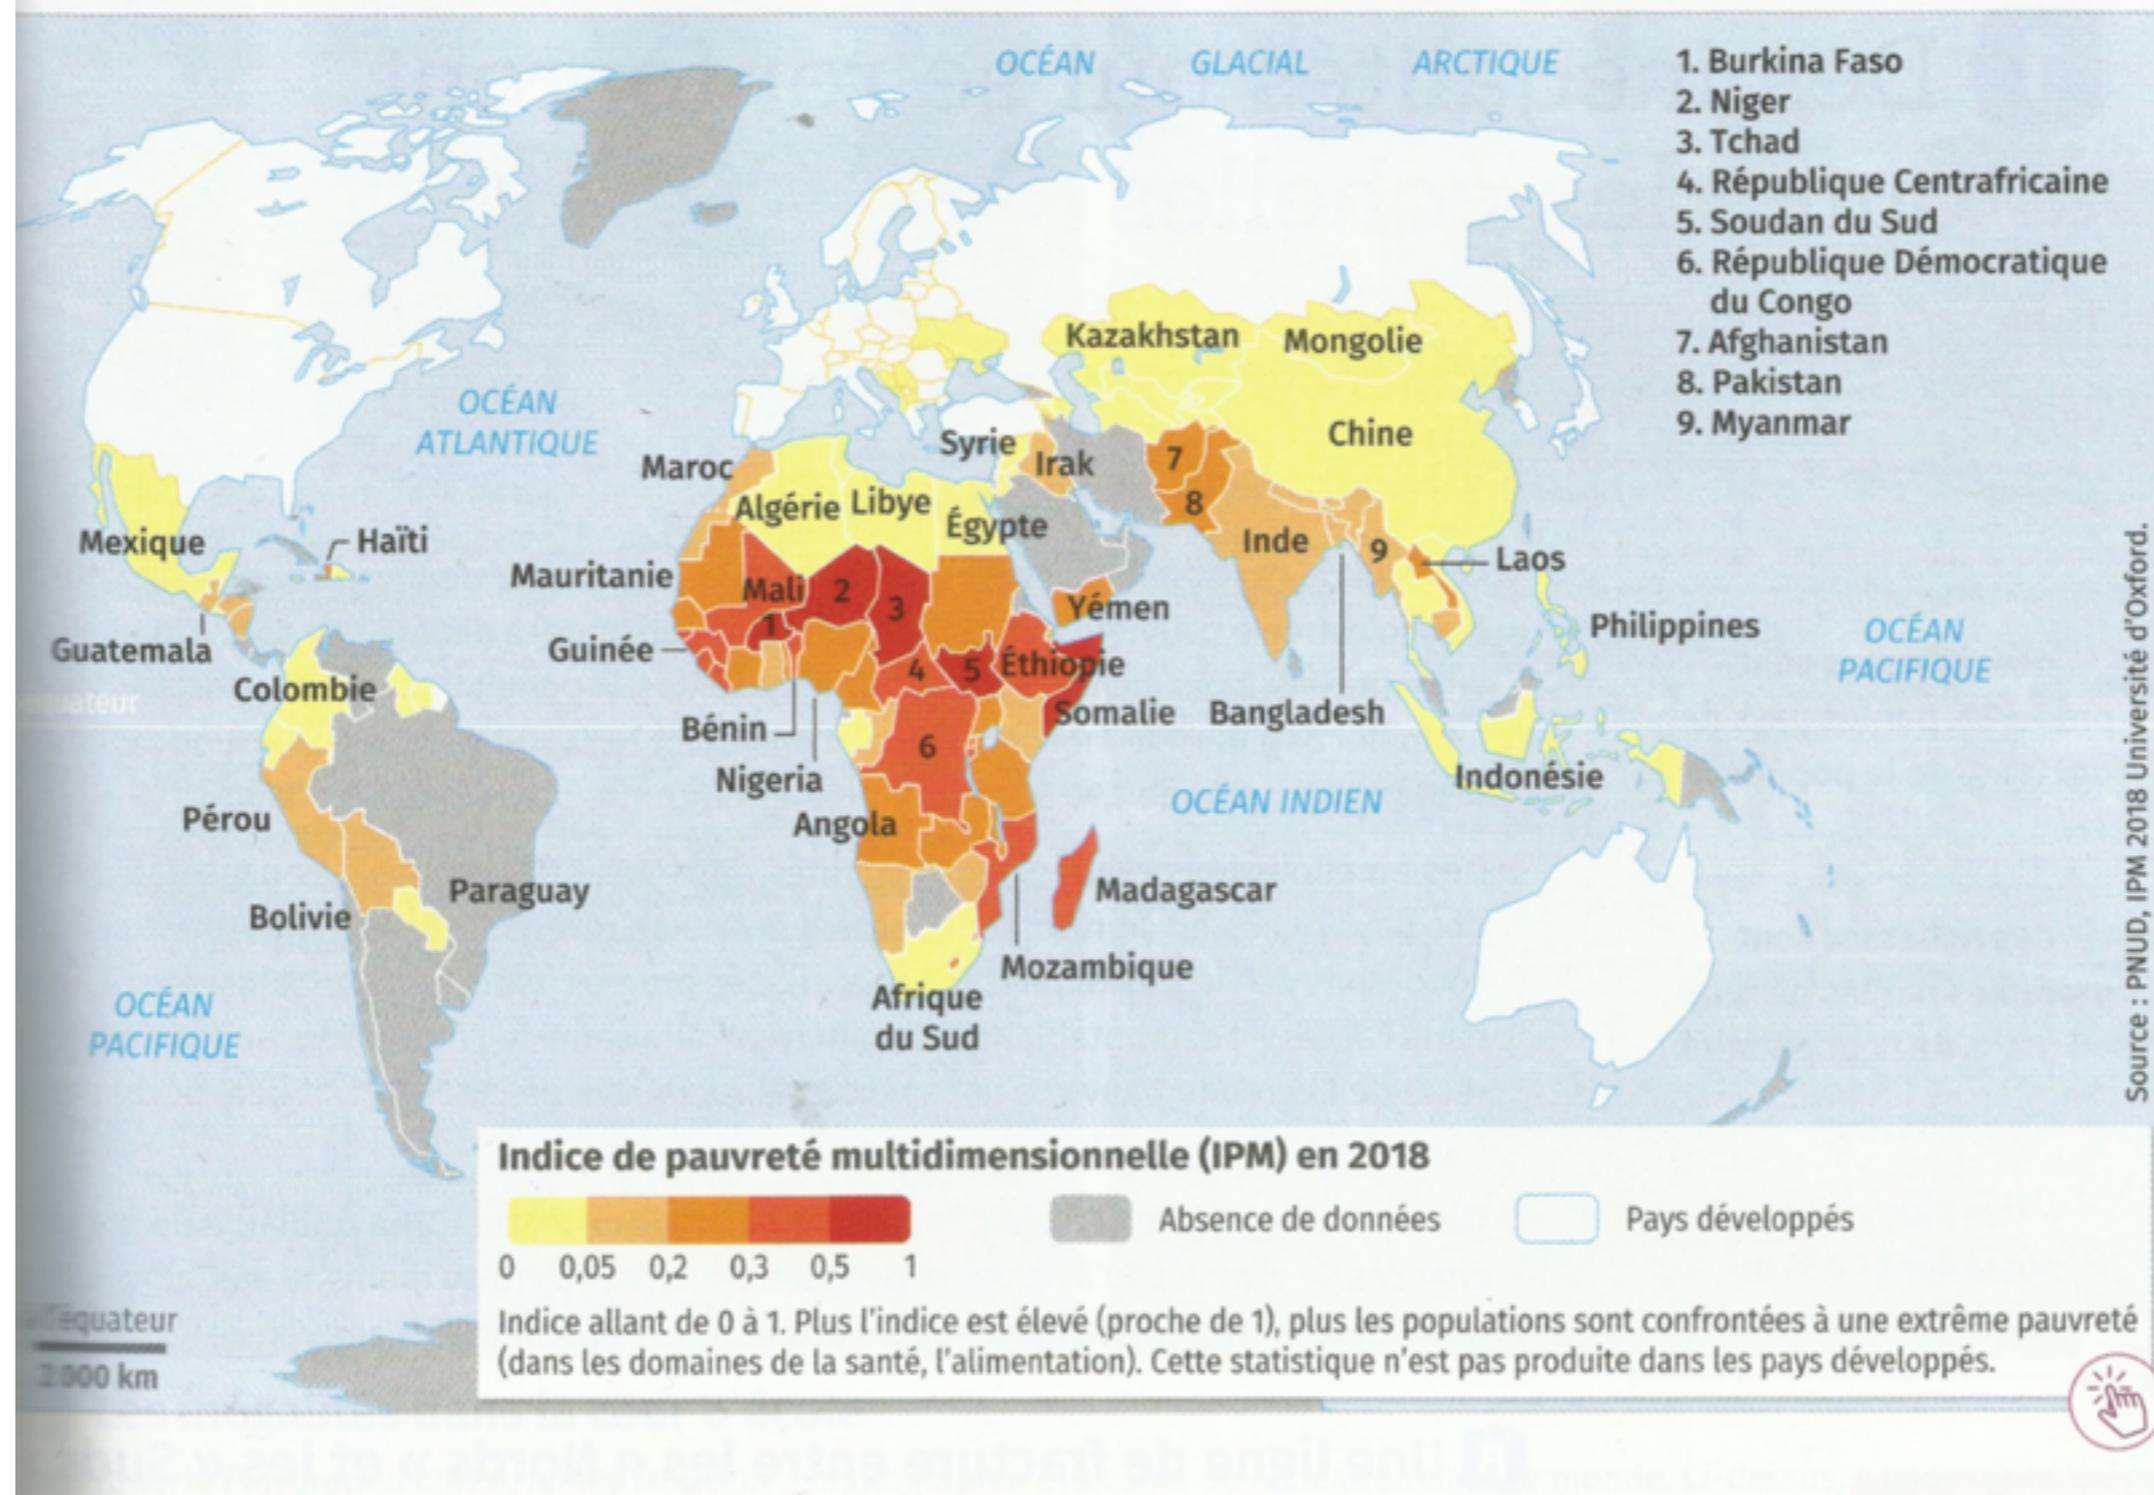 OCÉAN GLACIAL ARCTIQUE
1. Burkina Faso
2. Niger
3. Tchad
4. République Centrafricaine
5. Soudan du Sud
6. République Démocratique
du Congo
7. Afghanistan
8. Pakistan
9. Myanmar
Kazakhstan
Mongolie
OCÉAN
ATLANTIQUE
Chine
Syrie
Maroc
Irak
7
Algérie
Libye
8
Égypte
Mexique
Haïti
Inde
9
Laos
Mauritanie
Mali
2
3
Yémen
1
Philippines
OCÉAN
PACIFIQUE
Guatemala
Guinée
4
5
Éthiopie
Colombie
équateur
Bénin
Somalie
Bangladesh
6
Nigeria
Indonésie
OCÉAN INDIEN
Pérou
Angola
Paraguay
Madagascar
Bolivie
Mozambique
Afrique
du Sud
OCÉAN
PACIFIQUE
Source : PNUD, IPM 2018 Université d'Oxford.
Indice de pauvreté multidimensionnelle (IPM) en 2018
0 0,05 0,2 0,3 0,5 1
Absence de données
Pays développés
Indice allant de 0 à 1. Plus l'indice est élevé (proche de 1), plus les populations sont confrontées à une extrême pauvreté
(dans les domaines de la santé, l'alimentation). Cette statistique n'est pas produite dans les pays développés.
l'équateur
2 000 km